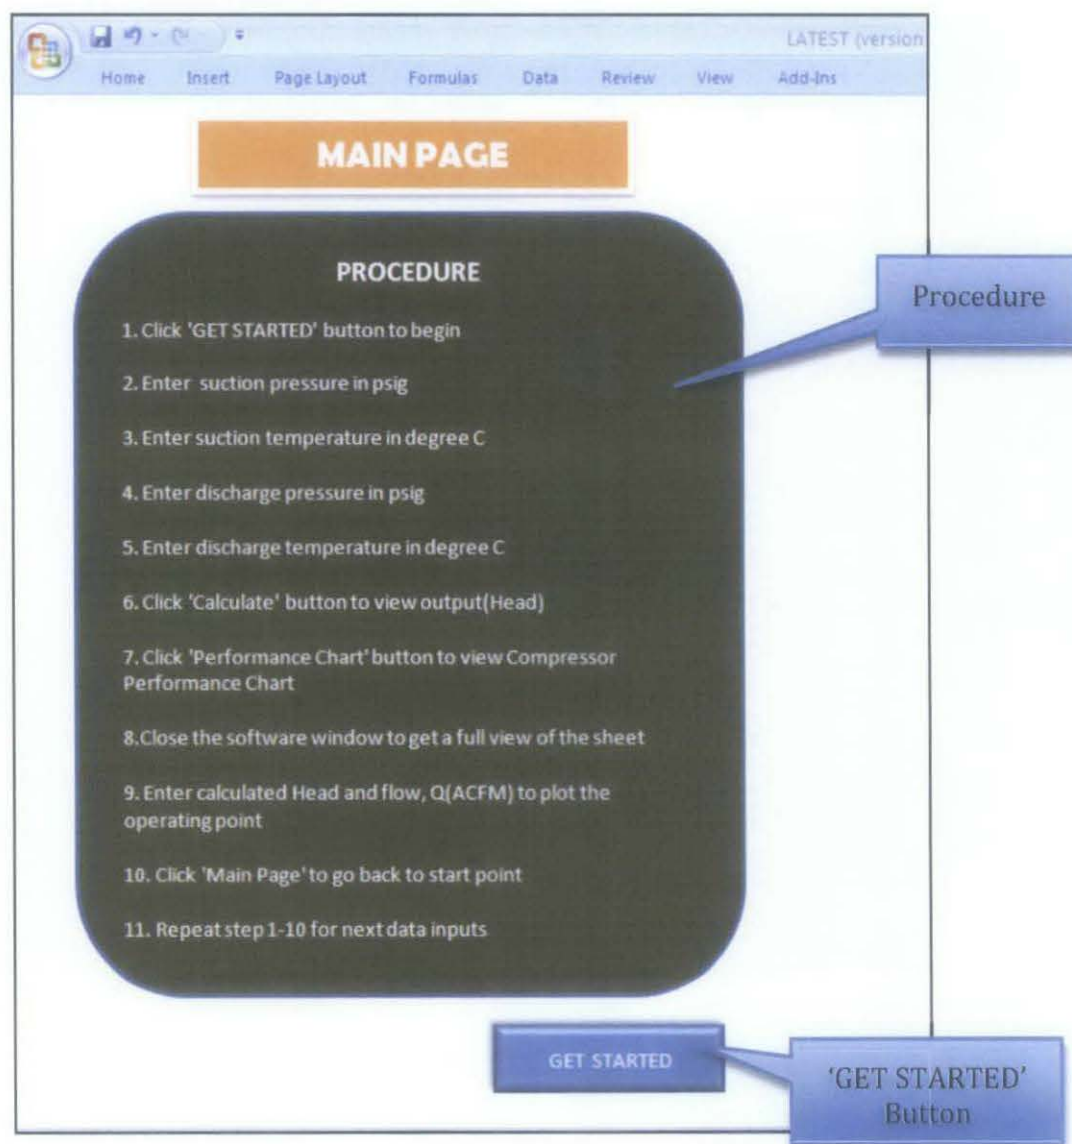 LATEST (version
Home Insert Page Layout Formulas Data Review View Add-Ins
MAIN PAGE
PROCEDURE
Procedure
1. Click 'GET STARTED' button to begin
2. Enter suction pressure in psig
3. Enter suction temperature in degree C
4. Enter discharge pressure in psig
5. Enter discharge temperature in degree C
6. Click 'Calculate' button to view output(Head)
7. Click 'Performance Chart' button to view Compressor
Performance Chart
8.Close the software window to get a full view of the sheet
9. Enter calculated Head and flow, Q(ACFM) to plot the
operating point
10. Click 'Main Page' to go back to start point
11. Repeat step 1-10 for next data inputs
GET STARTED
'GET STARTED'
Button